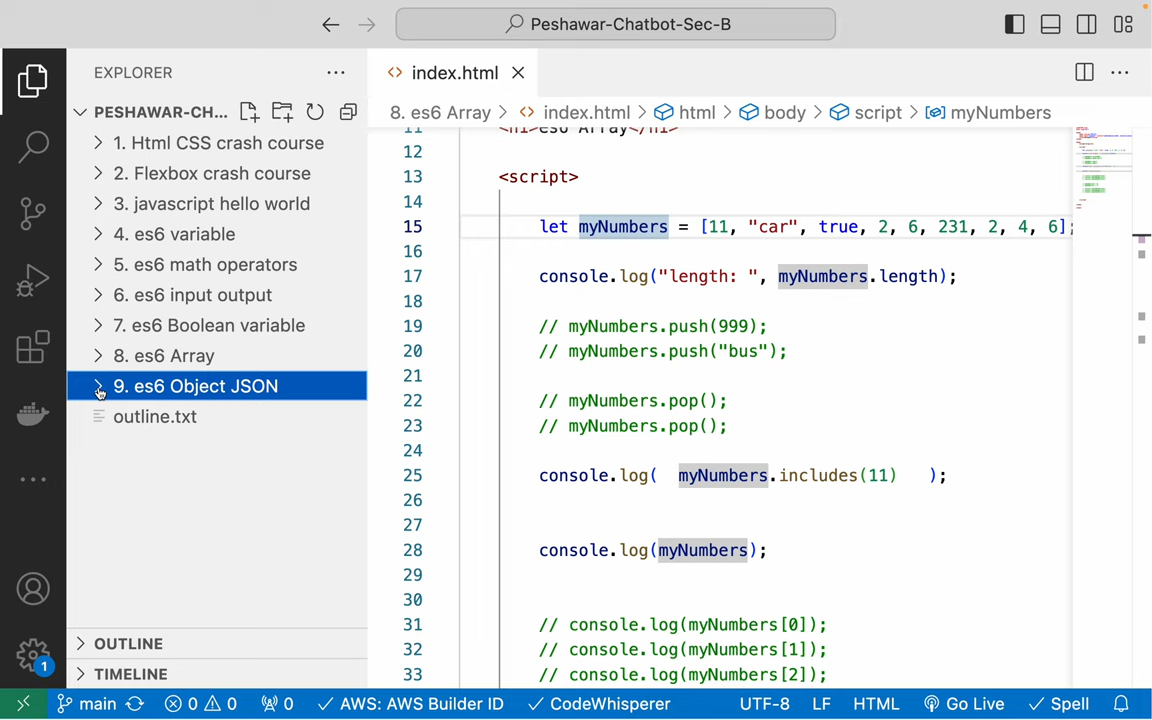 Peshawar-Chatbot-Sec-B
EXPLORER
PESHAWAR-CH...
1. Html CSS crash course
2. Flexbox crash course
3. javascript hello world
4. es6 variable
5. es6 math operators
6. es6 input output
7. es6 Boolean variable
8. es6 Array
9. es6 Object JSON
outline.txt
OUTLINE
TIMELINE
index.html
8. es6 Array > index.html > html > body > script > myNumbers
11 <h1>es6 Array</h1>
12
13 <script>
14
15 let myNumbers = [11, "car", true, 2, 6, 231, 2, 4, 6];
16
17 console.log("length: ", myNumbers.length);
18
19 // myNumbers.push(999);
20 // myNumbers.push("bus");
21
22 // myNumbers.pop();
23 // myNumbers.pop();
24
25 console.log(  myNumbers.includes(11)   );
26
27
28 console.log(myNumbers);
29
30
31 // console.log(myNumbers[0]);
32 // console.log(myNumbers[1]);
33 // console.log(myNumbers[2]);
1
main 0 0 0 AWS: AWS Builder ID CodeWhisperer UTF-8 LF HTML Go Live Spell